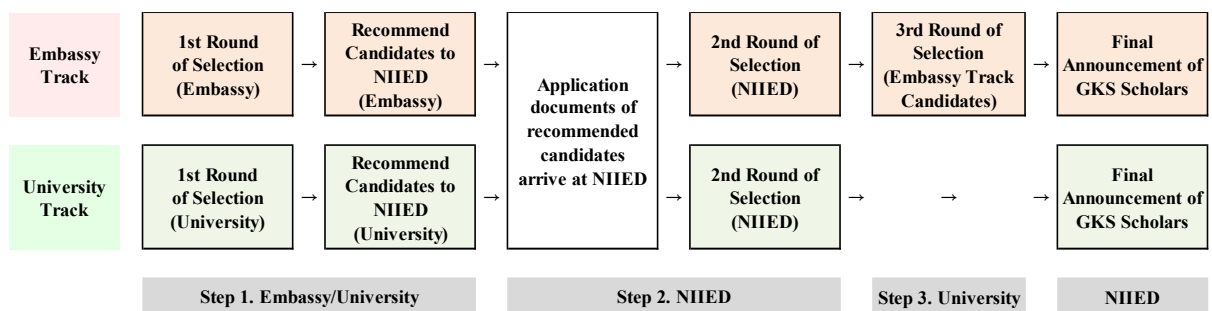 Embassy
Track
1st Round
of Selection
(Embassy)
→
Recommend
Candidates to
NIIED
(Embassy)
→
Application
documents of
recommended
candidates
arrive at NIIED
→
2nd Round of
Selection
(NIIED)
→
3rd Round of
Selection
(Embassy Track
Candidates)
→
Final
Announcement of
GKS Scholars
University
Track
1st Round
of Selection
(University)
→
Recommend
Candidates to
NIIED
(University)
→
→
2nd Round of
Selection
(NIIED)
→
→
→
Final
Announcement of
GKS Scholars
Step 1. Embassy/University
Step 2. NIIED
Step 3. University
NIIED